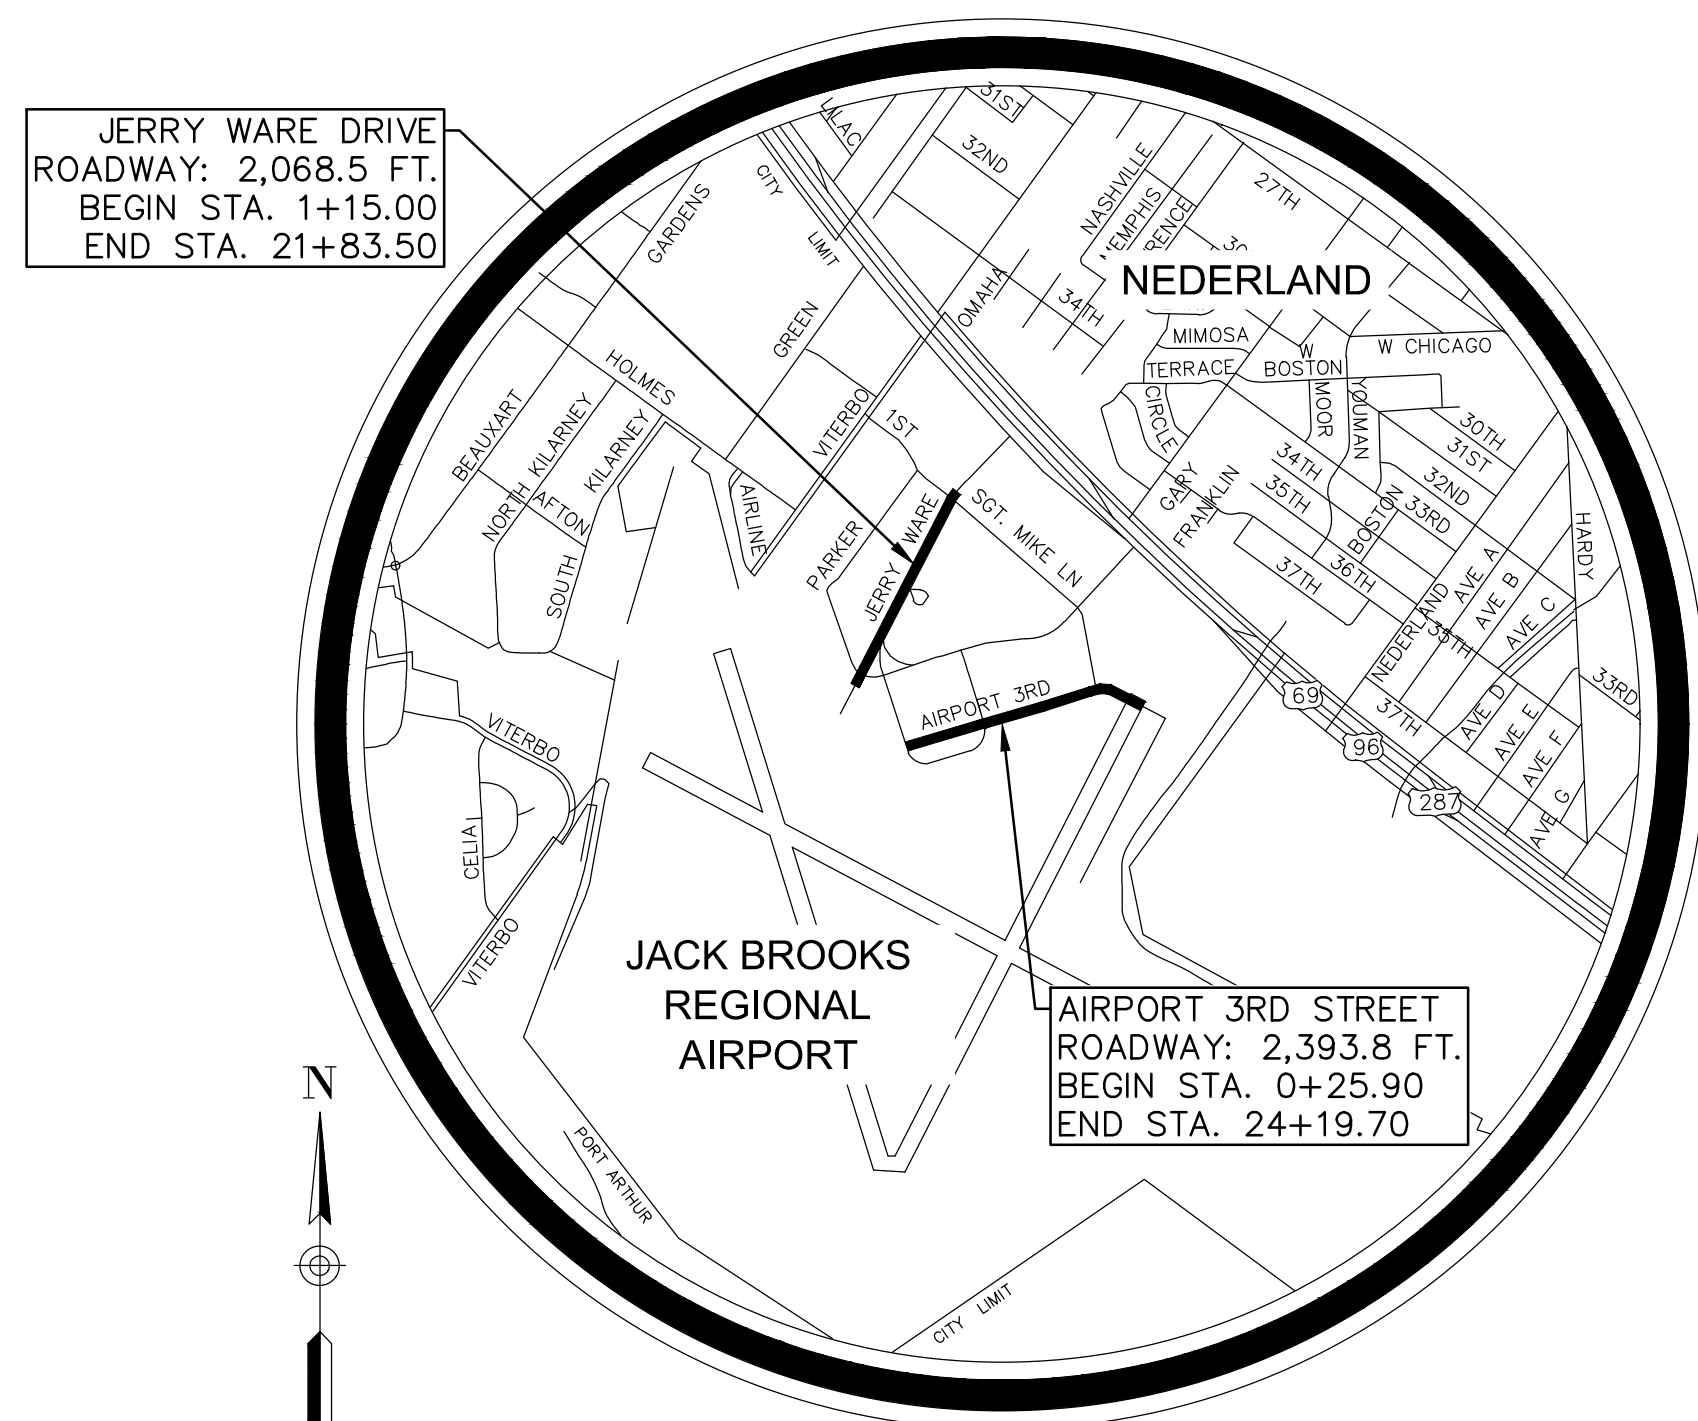 JERRY WARE DRIVE
ROADWAY: 2,068.5 FT.
BEGIN STA. 1+15.00
END STA. 21+83.50
31ST
32ND
CITY
LIMIT
GARDENS
NASHVILLE
27TH
NEDERLAND
OMAHA
34TH
GREEN
MIMOSA
W CHICAGO
HOLMES
TERRACE
W
BOSTON
BEAUXART
NORTH KILARNEY
KILARNEY
SOUTH
AFTON
VITERBO
1ST
CIRCLE
MOOR
YOUMAN
30TH
31ST
32ND
33RD
34TH
35TH
GARY
FRANKLIN
BOSTON
AIRLINE
PARKER
JERRY WARE
SGT. MIKE LN
37TH
36TH
HARDY
NEDERLAND
AVE A
AVE B
AVE C
35TH
33RD
AIRPORT 3RD
69
96
287
37TH
AVE D
AVE E
AVE F
AVE G
VITERBO
CELIA
VITERBO
JACK BROOKS
REGIONAL
AIRPORT
AIRPORT 3RD STREET
ROADWAY: 2,393.8 FT.
BEGIN STA. 0+25.90
END STA. 24+19.70
N
PORT ARTHUR
CITY LIMIT